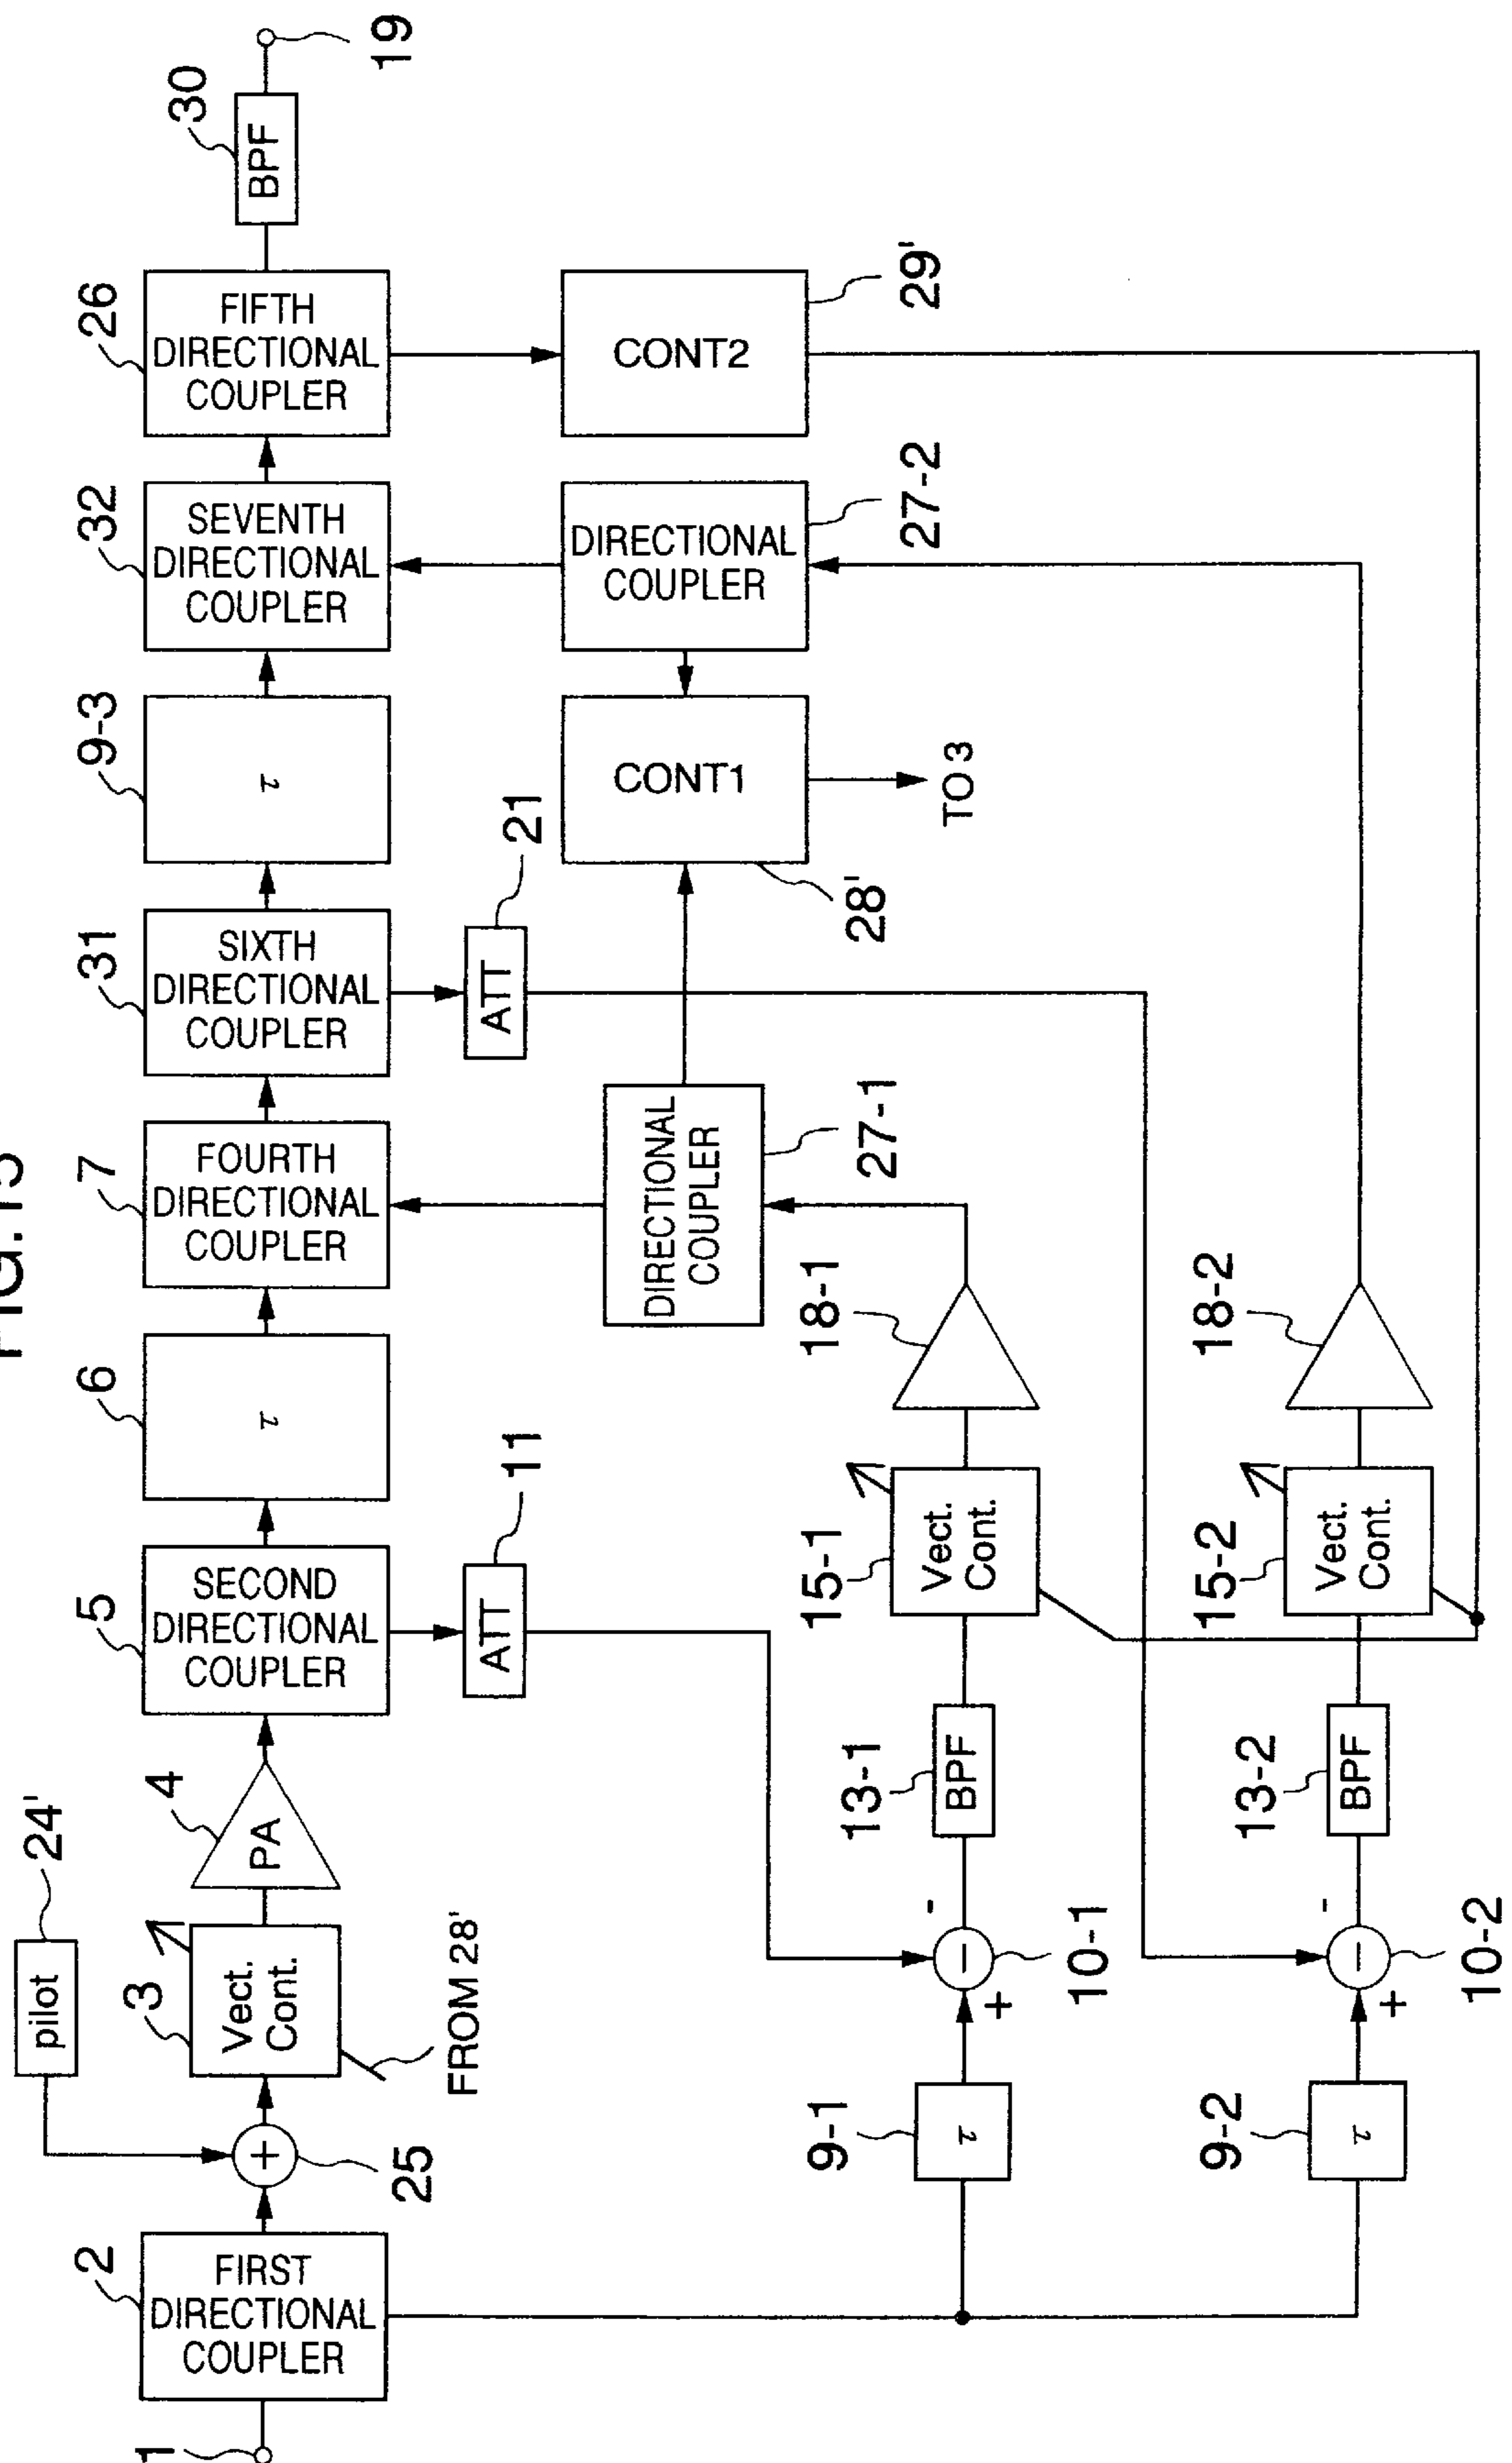 FIG.15
1
2
FIRST
DIRECTIONAL
COUPLER
25
+
24'
pilot
3
Vect.
Cont.
FROM 28'
4
PA
5
SECOND
DIRECTIONAL
COUPLER
11
ATT
6
τ
7
FOURTH
DIRECTIONAL
COUPLER
31
SIXTH
DIRECTIONAL
COUPLER
21
ATT
9-3
τ
32
SEVENTH
DIRECTIONAL
COUPLER
26
FIFTH
DIRECTIONAL
COUPLER
30
BPF
19
DIRECTIONAL
COUPLER
27-1
CONT1
28'
TO 3
DIRECTIONAL
COUPLER
27-2
CONT2
29'
9-1
τ
+
−
-
10-1
13-1
BPF
15-1
Vect.
Cont.
18-1
9-2
τ
+
−
-
10-2
13-2
BPF
15-2
Vect.
Cont.
18-2